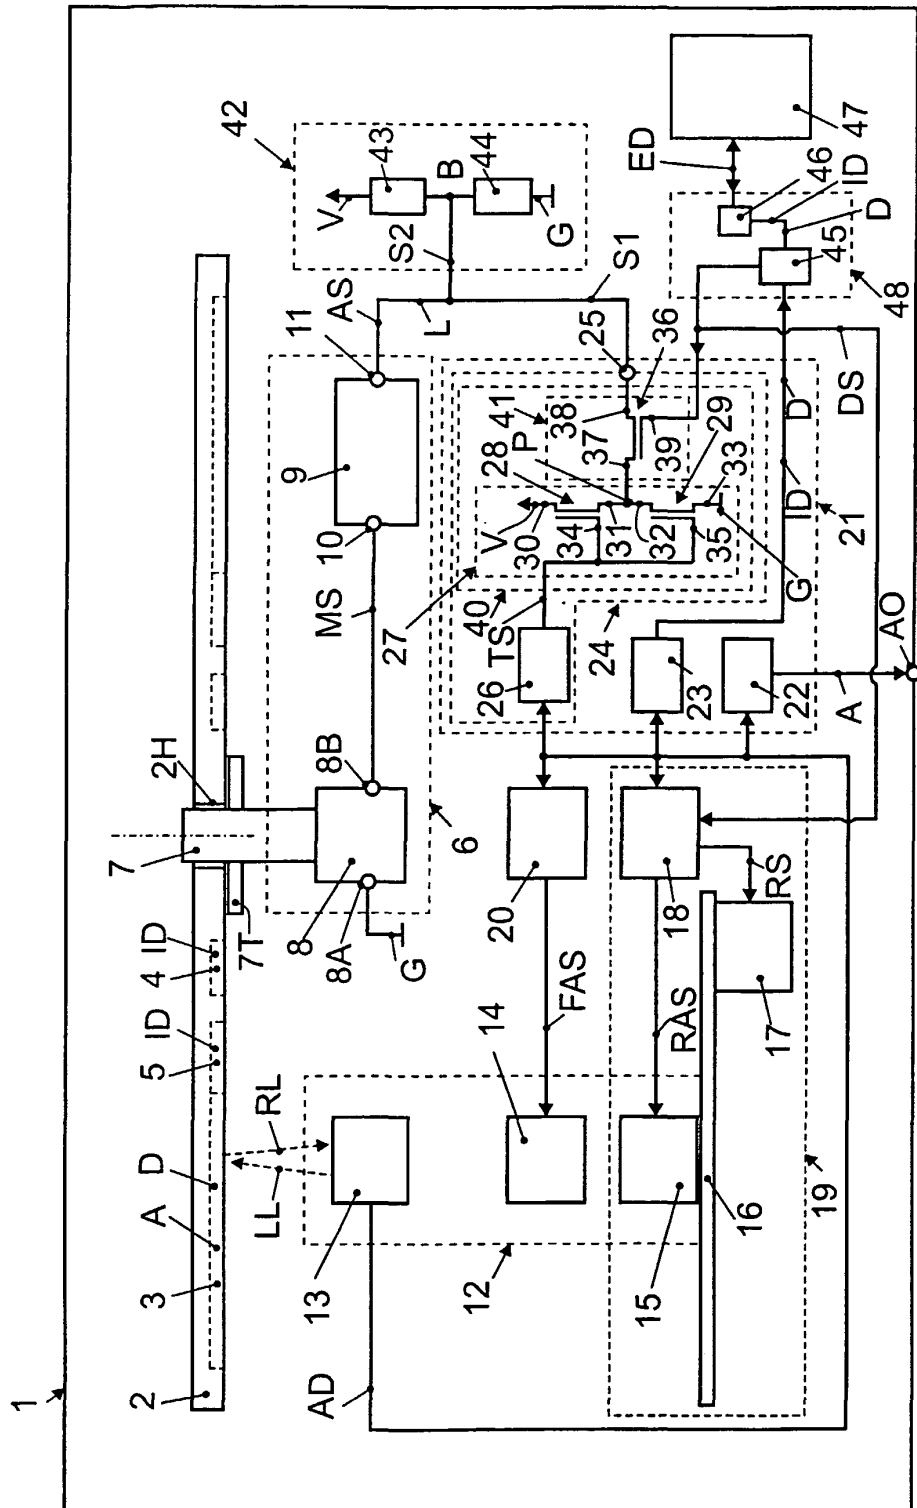 1
2
3
A
D
5
ID
4
ID
7
2H
7T
LL
RL
AD
13
12
14
FAS
15
16
19
RAS
17
RS
18
20
8
8A
8B
G
6
MS
10
9
11
AS
L
S2
S1
42
V
43
B
44
G
27
40
TS
26
24
23
22
V
30
34
28
31
P
32
35
29
33
G
41
37
38
36
39
25
21
ID
D
DS
A
AO
48
45
D
ID
46
ED
47